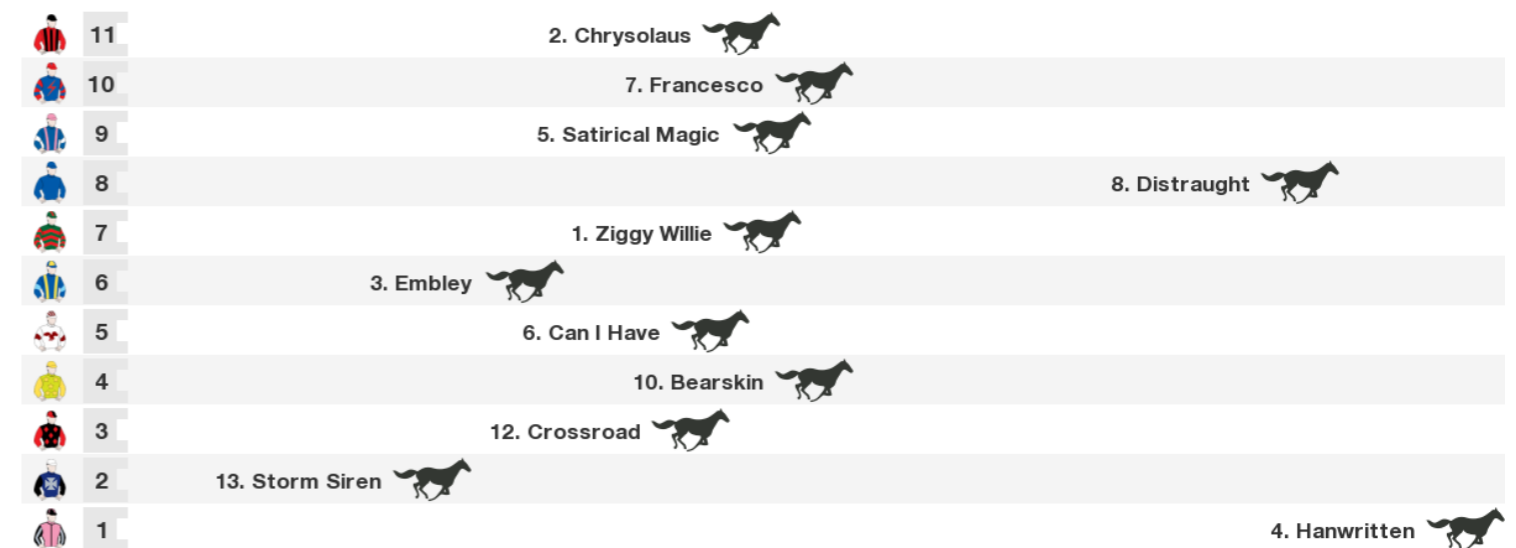 11 2. Chrysolaus
10 7. Francesco
9 5. Satirical Magic
8 8. Distraught
7 1. Ziggy Willie
6 3. Embley
5 6. Can I Have
4 10. Bearskin
3 12. Crossroad
2 13. Storm Siren
1 4. Hanwritten